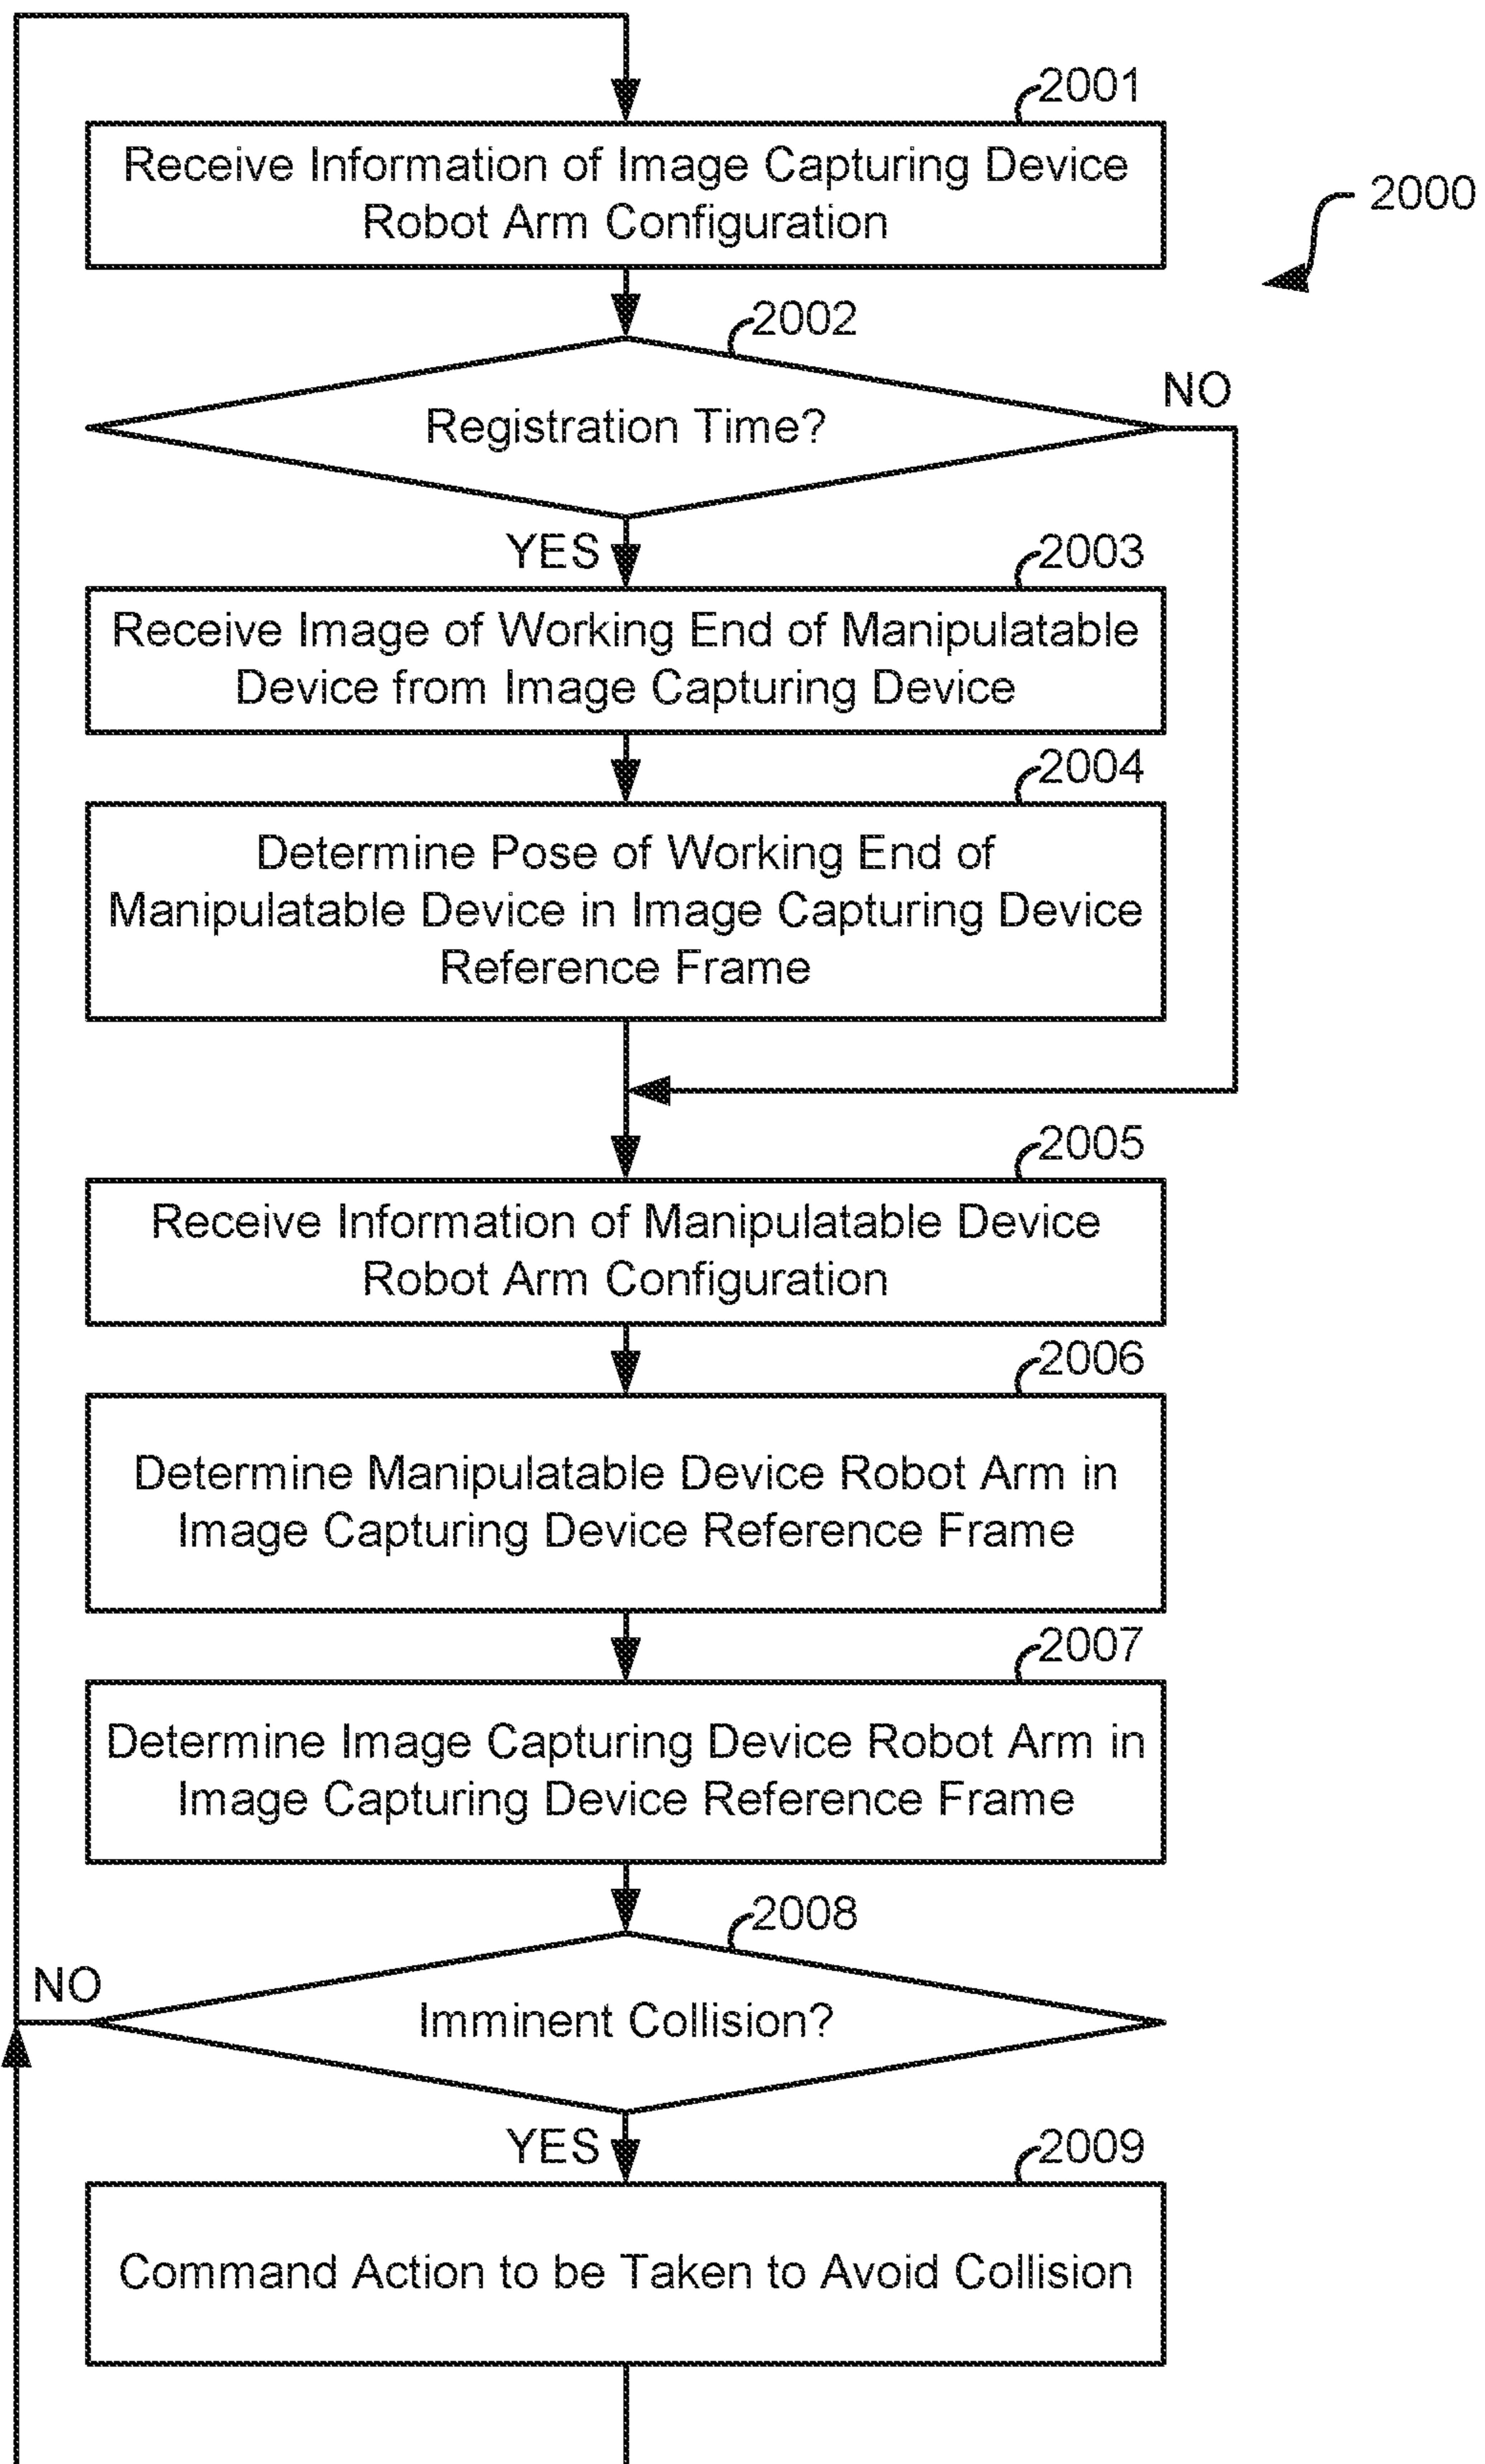 2001
Receive Information of Image Capturing Device
Robot Arm Configuration
2000
2002
Registration Time?
NO
YES
2003
Receive Image of Working End of Manipulatable
Device from Image Capturing Device
2004
Determine Pose of Working End of
Manipulatable Device in Image Capturing Device
Reference Frame
2005
Receive Information of Manipulatable Device
Robot Arm Configuration
2006
Determine Manipulatable Device Robot Arm in
Image Capturing Device Reference Frame
2007
Determine Image Capturing Device Robot Arm in
Image Capturing Device Reference Frame
2008
NO
Imminent Collision?
YES
2009
Command Action to be Taken to Avoid Collision